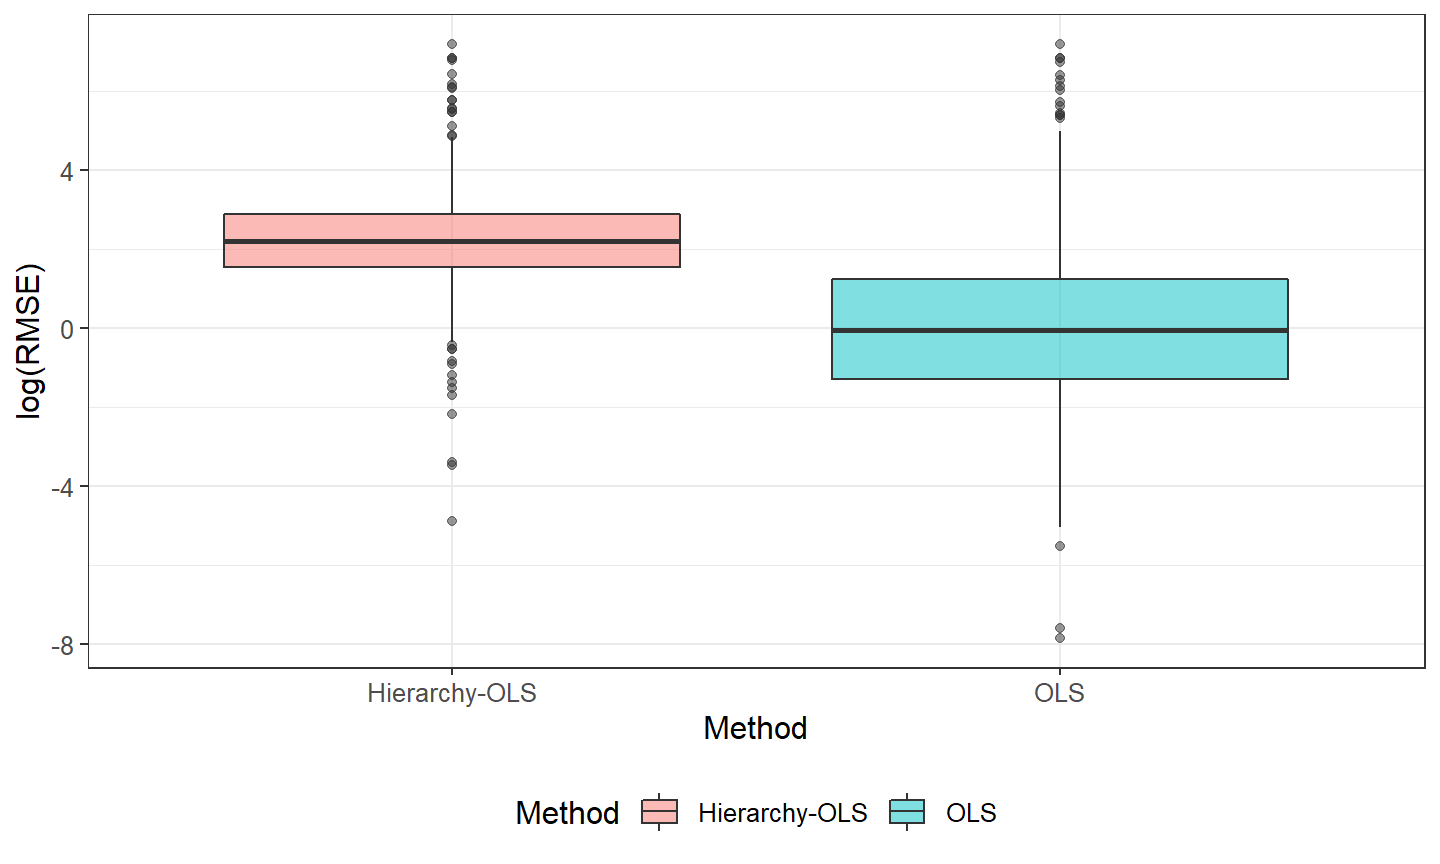 log(RMSE)
4
0
-4
-8
Hierarchy-OLS OLS
Method
Method Hierarchy-OLS OLS